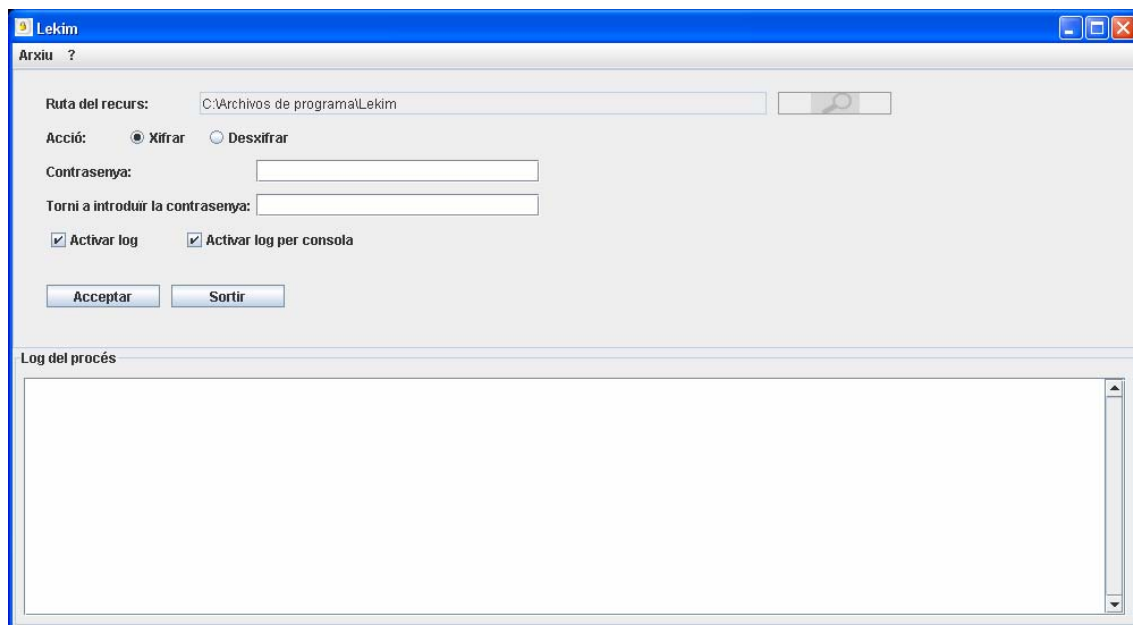 Lekim
Arxiu ?
Ruta del recurs: C:\Archivos de programa\Lekim
Acció: Xifrar Desxifrar
Contrasenya:
Torni a introduïr la contrasenya:
Activar log Activar log per consola
Acceptar Sortir
Log del procés